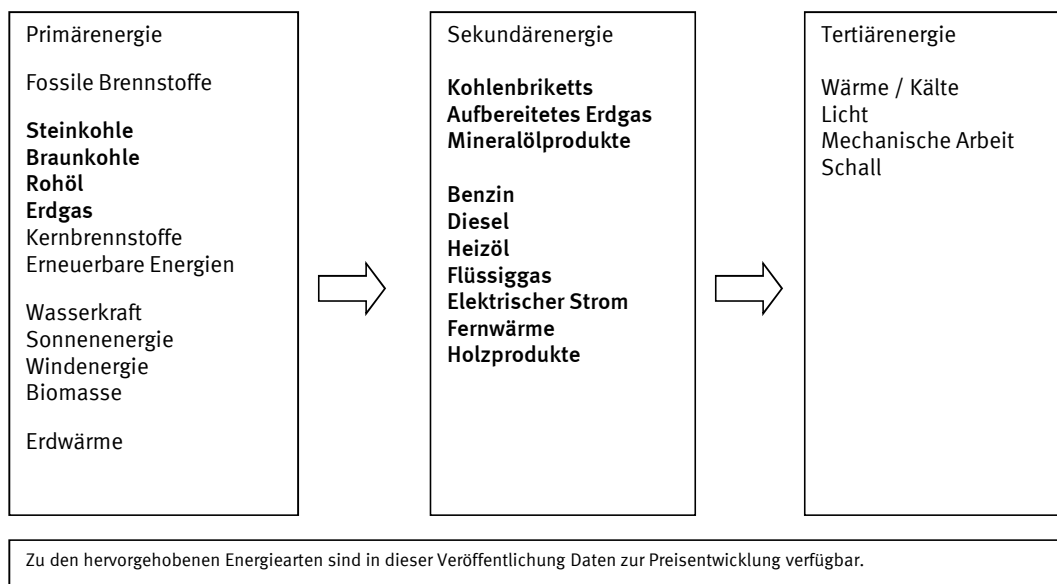 Primärenergie
Fossile Brennstoffe
Steinkohle
Braunkohle
Rohöl
Erdgas
Kernbrennstoffe
Erneuerbare Energien
Wasserkraft
Sonnenenergie
Windenergie
Biomasse
Erdwärme
Sekundärenergie
Kohlenbriketts
Aufbereitetes Erdgas
Mineralölprodukte
Benzin
Diesel
Heizöl
Flüssiggas
Elektrischer Strom
Fernwärme
Holzprodukte
Tertiärenergie
Wärme / Kälte
Licht
Mechanische Arbeit
Schall
Zu den hervorgehobenen Energiearten sind in dieser Veröffentlichung Daten zur Preisentwicklung verfügbar.